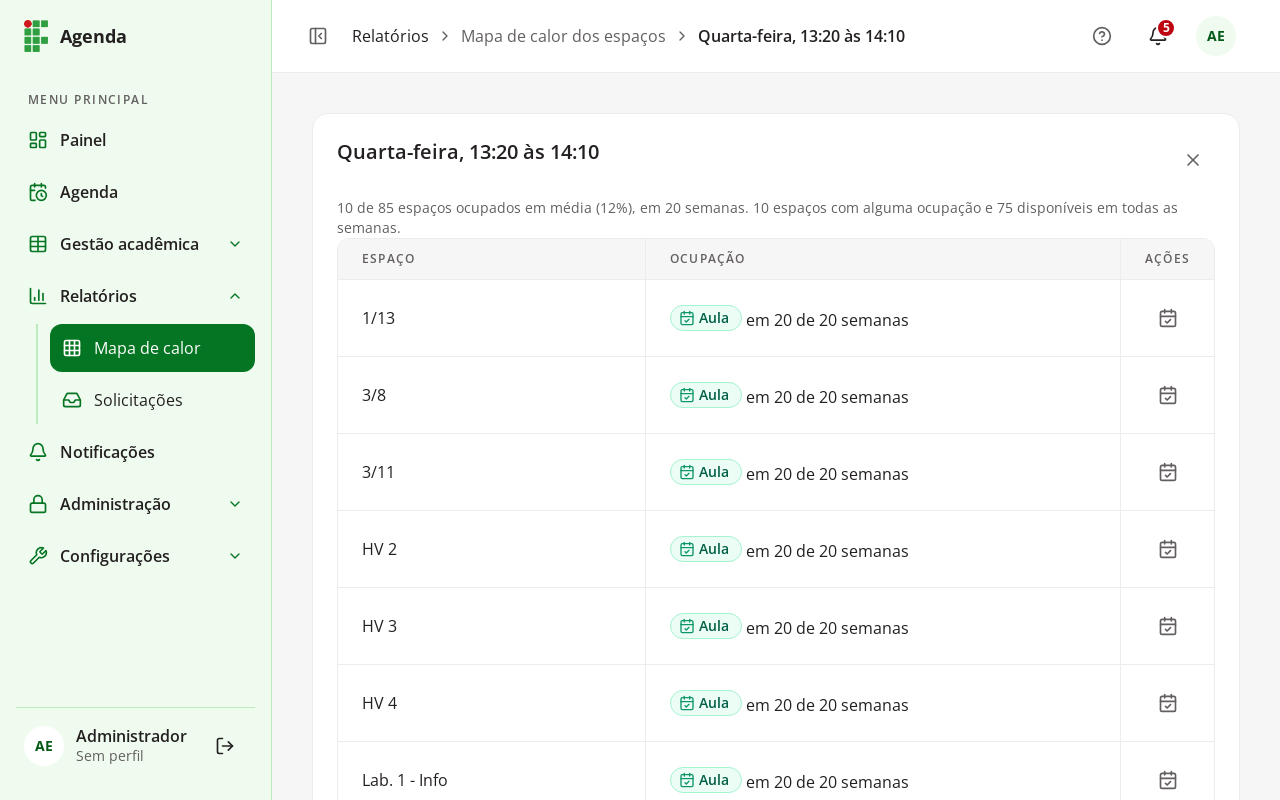 Agenda
Relatórios
Mapa de calor dos espaços
Quarta-feira, 13:20 às 14:10
5
AE
MENU PRINCIPAL
Painel
Agenda
Gestão acadêmica
Relatórios
Mapa de calor
Solicitações
Notificações
Administração
Configurações
AE
Administrador
Sem perfil
Quarta-feira, 13:20 às 14:10
10 de 85 espaços ocupados em média (12%), em 20 semanas. 10 espaços com alguma ocupação e 75 disponíveis em todas as
semanas.
ESPAÇO OCUPAÇÃO AÇÕES
1/13 Aula em 20 de 20 semanas
3/8 Aula em 20 de 20 semanas
3/11 Aula em 20 de 20 semanas
HV 2 Aula em 20 de 20 semanas
HV 3 Aula em 20 de 20 semanas
HV 4 Aula em 20 de 20 semanas
Lab. 1 - Info Aula em 20 de 20 semanas